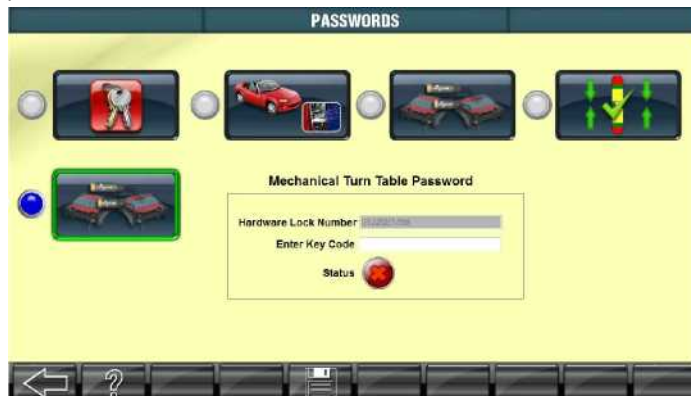 PASSWORDS
Mechanical Turn Table Password
Hardware Lock Number
Enter Key Code
Status